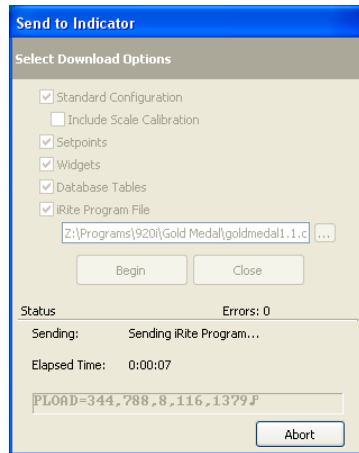 Send to Indicator
Select Download Options
Standard Configuration
Include Scale Calibration
Setpoints
Widgets
Database Tables
iRite Program File
Z:\Programs\920i\Gold Medal\goldmedal1.1.c ...
Begin Close
Status Errors: 0
Sending: Sending iRite Program...
Elapsed Time: 0:00:07
PLOAD=344,788,8,116,1379♪
Abort